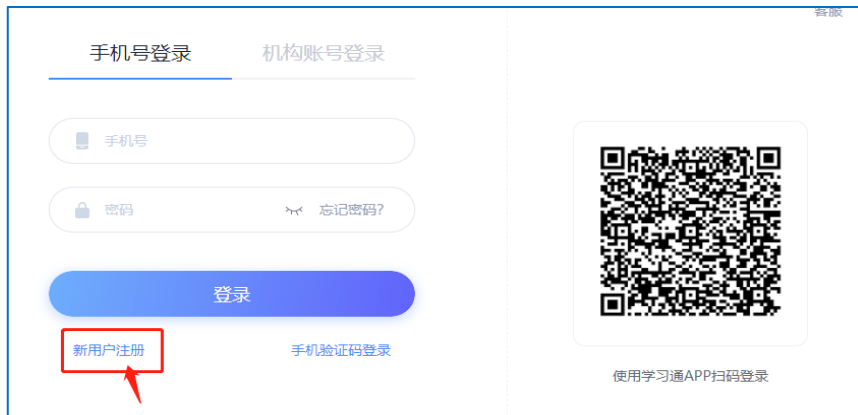 客服
手机号登录 机构账号登录
手机号
密码 忘记密码?
登录
新用户注册 手机验证码登录
使用学习通APP扫码登录